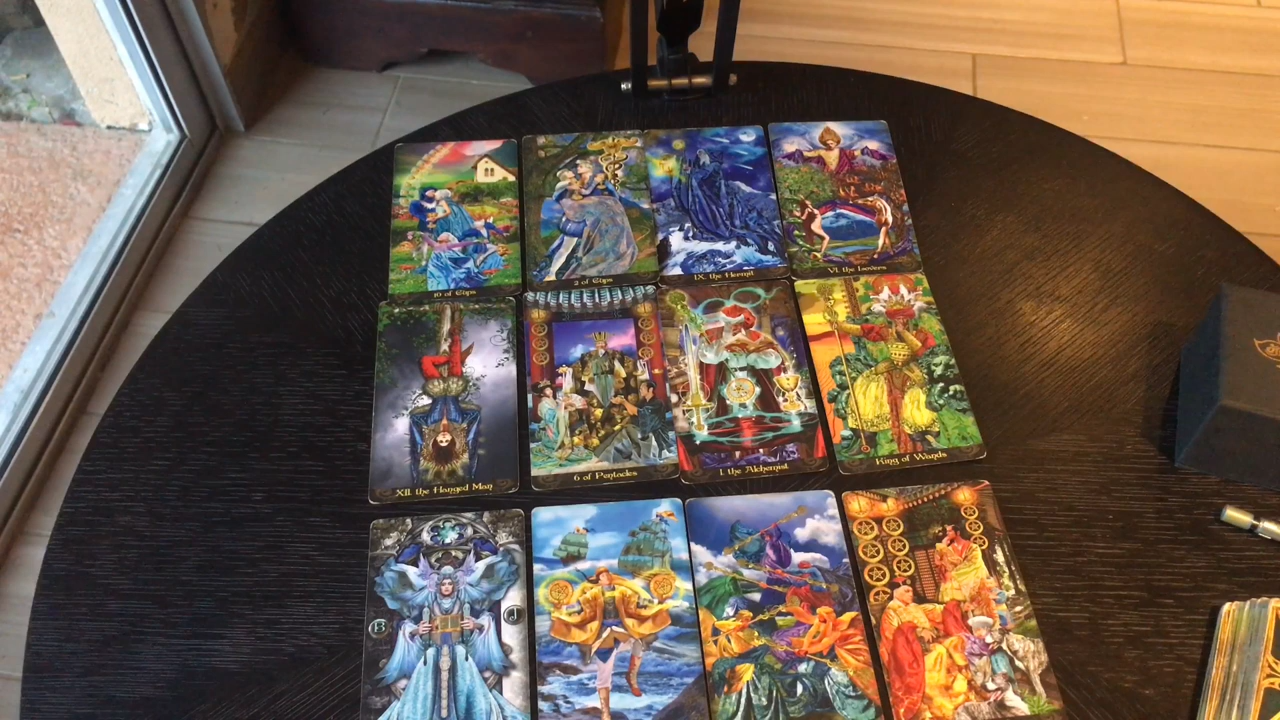 10 of Cups
2 of Cups
IX. the Hermit
VI. the Lovers
XII. the Hanged Man
6 of Pentacles
I. the Alchemist
King of Wands
B
J